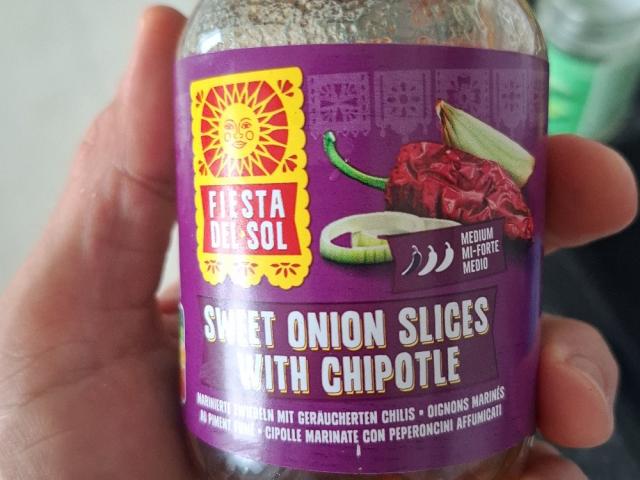 FIESTA
DEL SOL
MEDIUM
MI-FORTE
MEDIO
SWEET ONION SLICES
WITH CHIPOTLE
MARINIERTE ZWIEBELN MIT GERÄUCHERTEN CHILIS • OIGNONS MARINÉS
AU PIMENT FUMÉ • CIPOLLE MARINATE CON PEPERONCINI AFFUMICATI